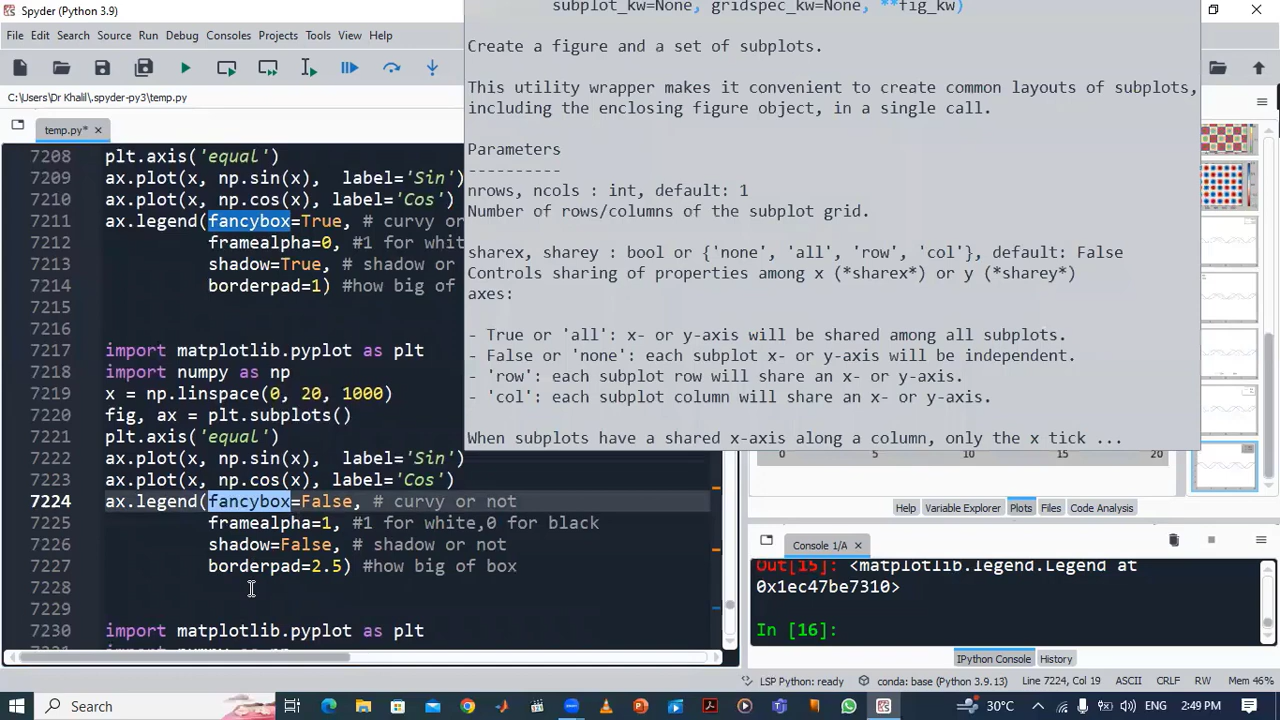 Spyder (Python 3.9)
subplot_kw=None, gridspec_kw=None, **fig_kw)
File Edit Search Source Run Debug Consoles Projects Tools View Help
Create a figure and a set of subplots.
This utility wrapper makes it convenient to create common layouts of subplots,
including the enclosing figure object, in a single call.
C:\Users\Dr Khalil\.spyder-py3\temp.py
temp.py*
Parameters
----------
nrows, ncols : int, default: 1
Number of rows/columns of the subplot grid.
sharex, sharey : bool or {'none', 'all','row', 'col'}, default: False
Controls sharing of properties among x (*sharex*) or y (*sharey*)
axes:
- True or 'all': x- or y-axis will be shared among all subplots.
- False or 'none': each subplot x- or y-axis will be independent.
- 'row': each subplot row will share an x- or y-axis.
- 'col': each subplot column will share an x- or y-axis.
When subplots have a shared x-axis along a column, only the x tick ...
7208 plt.axis('equal')
7209 ax.plot(x, np.sin(x), label='Sin')
7210 ax.plot(x, np.cos(x), label='Cos')
7211 ax.legend(fancybox=True, # curvy or
7212 framealpha=0, #1 for whit
7213 shadow=True, # shadow or
7214 borderpad=1) #how big of
7215
7216
7217 import matplotlib.pyplot as plt
7218 import numpy as np
7219 x = np.linspace(0, 20, 1000)
7220 fig, ax = plt.subplots()
7221 plt.axis('equal')
7222 ax.plot(x, np.sin(x), label='Sin')
7223 ax.plot(x, np.cos(x), label='Cos')
7224 ax.legend(fancybox=False, # curvy or not
7225 framealpha=1, #1 for white,0 for black
7226 shadow=False, # shadow or not
7227 borderpad=2.5) #how big of box
7228
7229
7230 import matplotlib.pyplot as plt
0 5 10 15 20
Help Variable Explorer Plots Files Code Analysis
Console 1/A
Out[15]: <matplotlib.legend.Legend at
0x1ec47be7310>
In [16]:
IPython Console History
LSP Python: ready conda: base (Python 3.9.13) Line 7224, Col 19 ASCII CRLF RW Mem 46%
Search 30°C ENG 2:49 PM